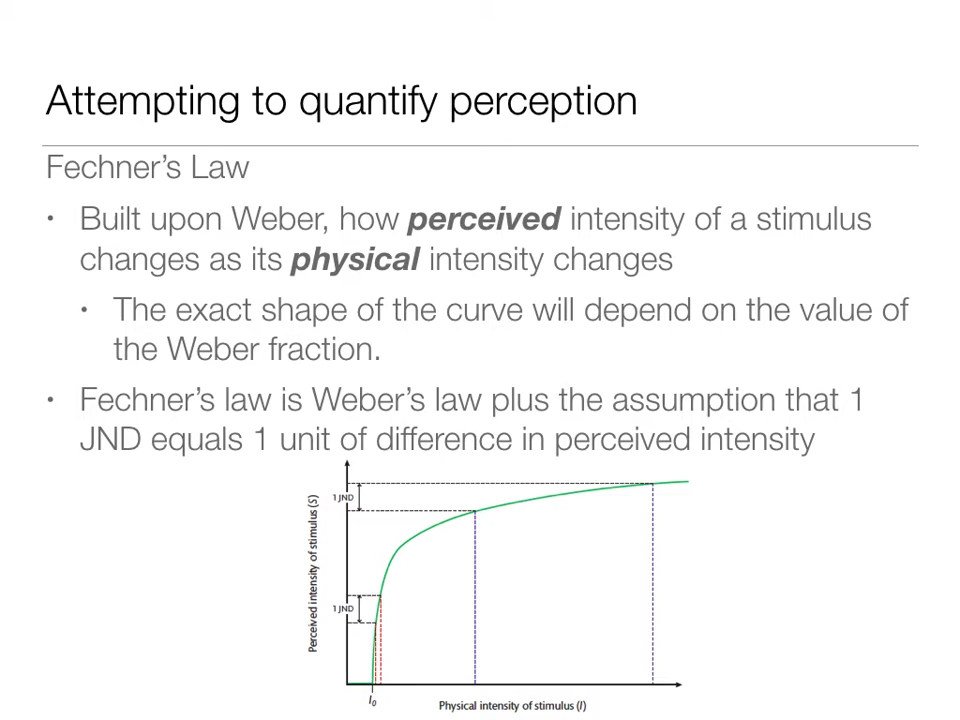 Attempting to quantify perception
Fechner's Law
• Built upon Weber, how perceived intensity of a stimulus
changes as its physical intensity changes
• The exact shape of the curve will depend on the value of
the Weber fraction.
• Fechner's law is Weber's law plus the assumption that 1
JND equals 1 unit of difference in perceived intensity
Perceived intensity of stimulus (S)
1 JND
1 JND
I0
Physical intensity of stimulus (I)